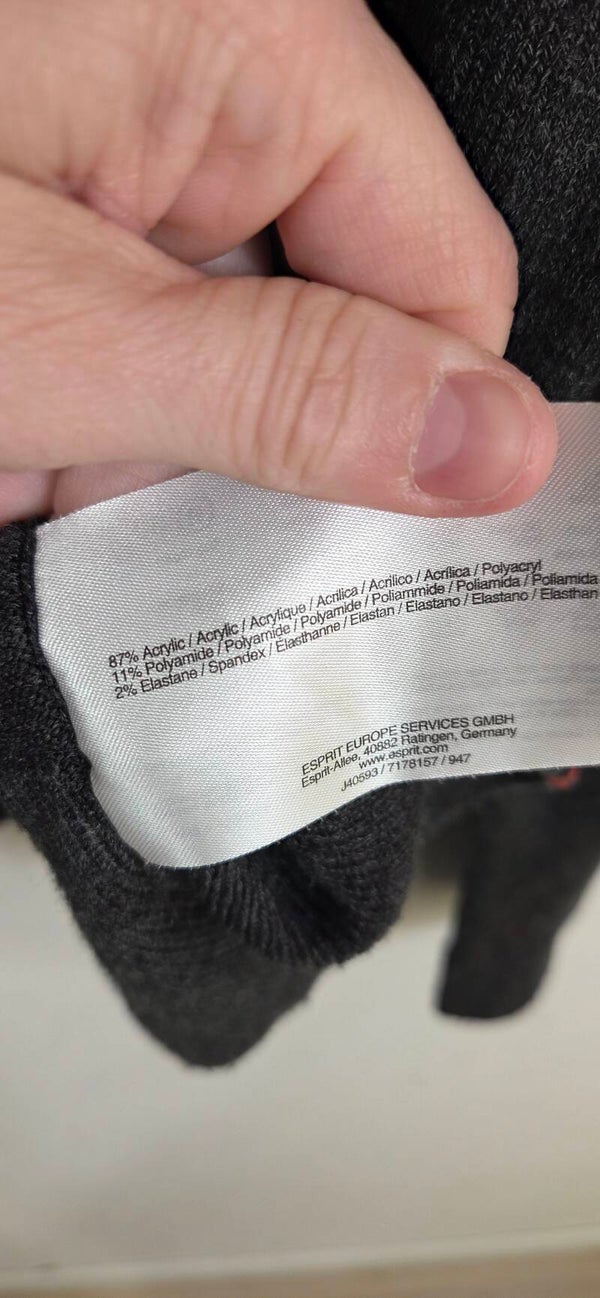 87% Acrylic / Acrylic / Acrylique / Acrilica / Acrilico / Acrílica / Polyacryl
11% Polyamide / Polyamide / Polyamide / Poliammide / Poliamida / Poliamida
2% Elastane / Spandex / Élasthanne / Elastan / Elastano / Elastano / Elasthan
ESPRIT EUROPE SERVICES GMBH
Esprit-Allee, 40882 Ratingen, Germany
www.esprit.com
J40593 / 7178157 / 947